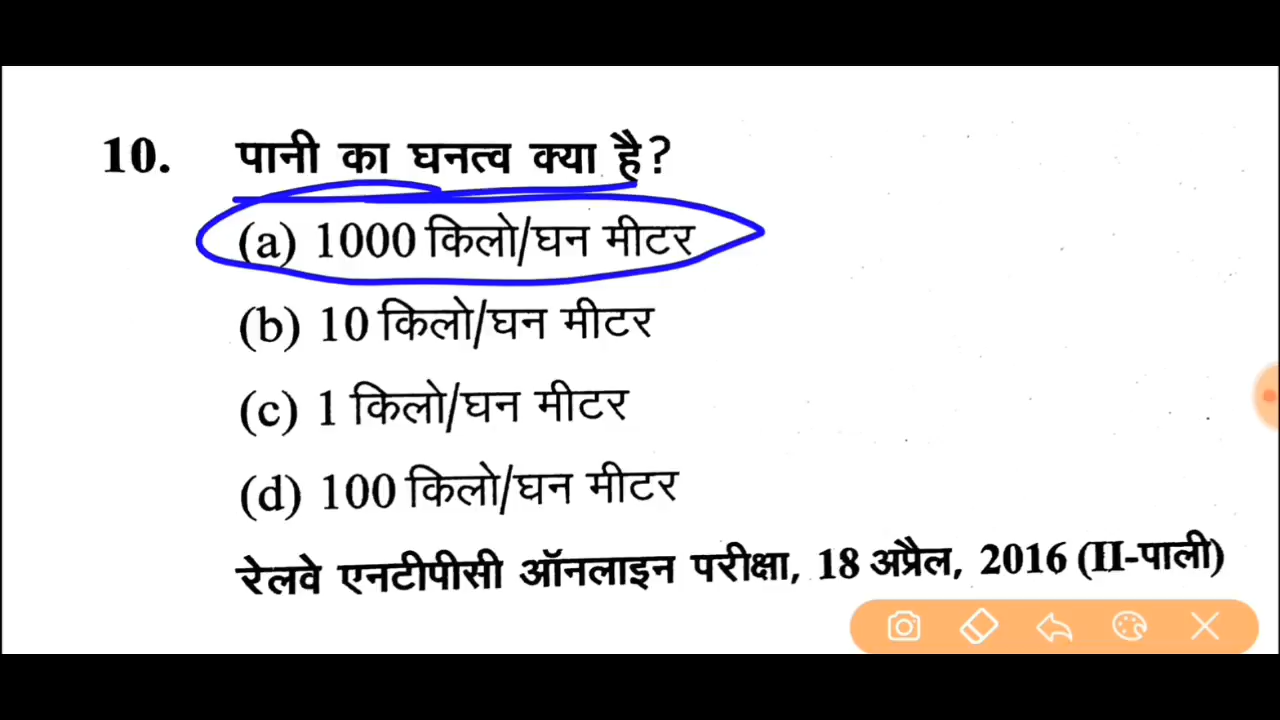 10. पानी का घनत्व क्या है?
(a) 1000 किलो/घन मीटर
(b) 10 किलो/घन मीटर
(c) 1 किलो/घन मीटर
(d) 100 किलो/घन मीटर
रेलवे एनटीपीसी ऑनलाइन परीक्षा, 18 अप्रैल, 2016 (II-पाली)